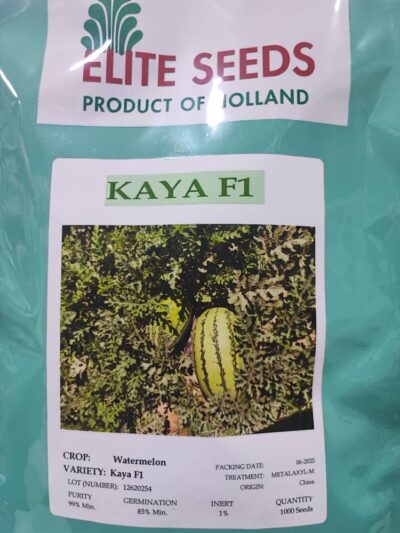 ELITE SEEDS
PRODUCT OF HOLLAND
KAYA F1
CROP: Watermelon
VARIETY: Kaya F1
LOT (NUMBER): 12620254
PACKING DATE: 06-2025
TREATMENT: METALAXYL-M
ORIGIN: China
PURITY GERMINATION INERT QUANTITY
99% Min. 85% Min. 1% 1000 Seeds